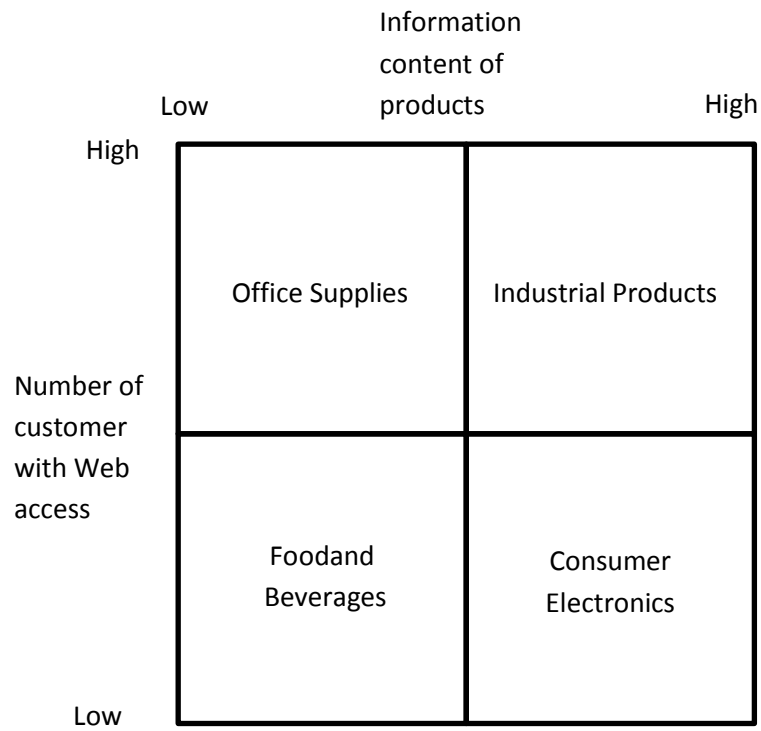 Information
content of
products
Low
High
High
Office Supplies
Industrial Products
Number of
customer
with Web
access
Foodand
Beverages
Consumer
Electronics
Low